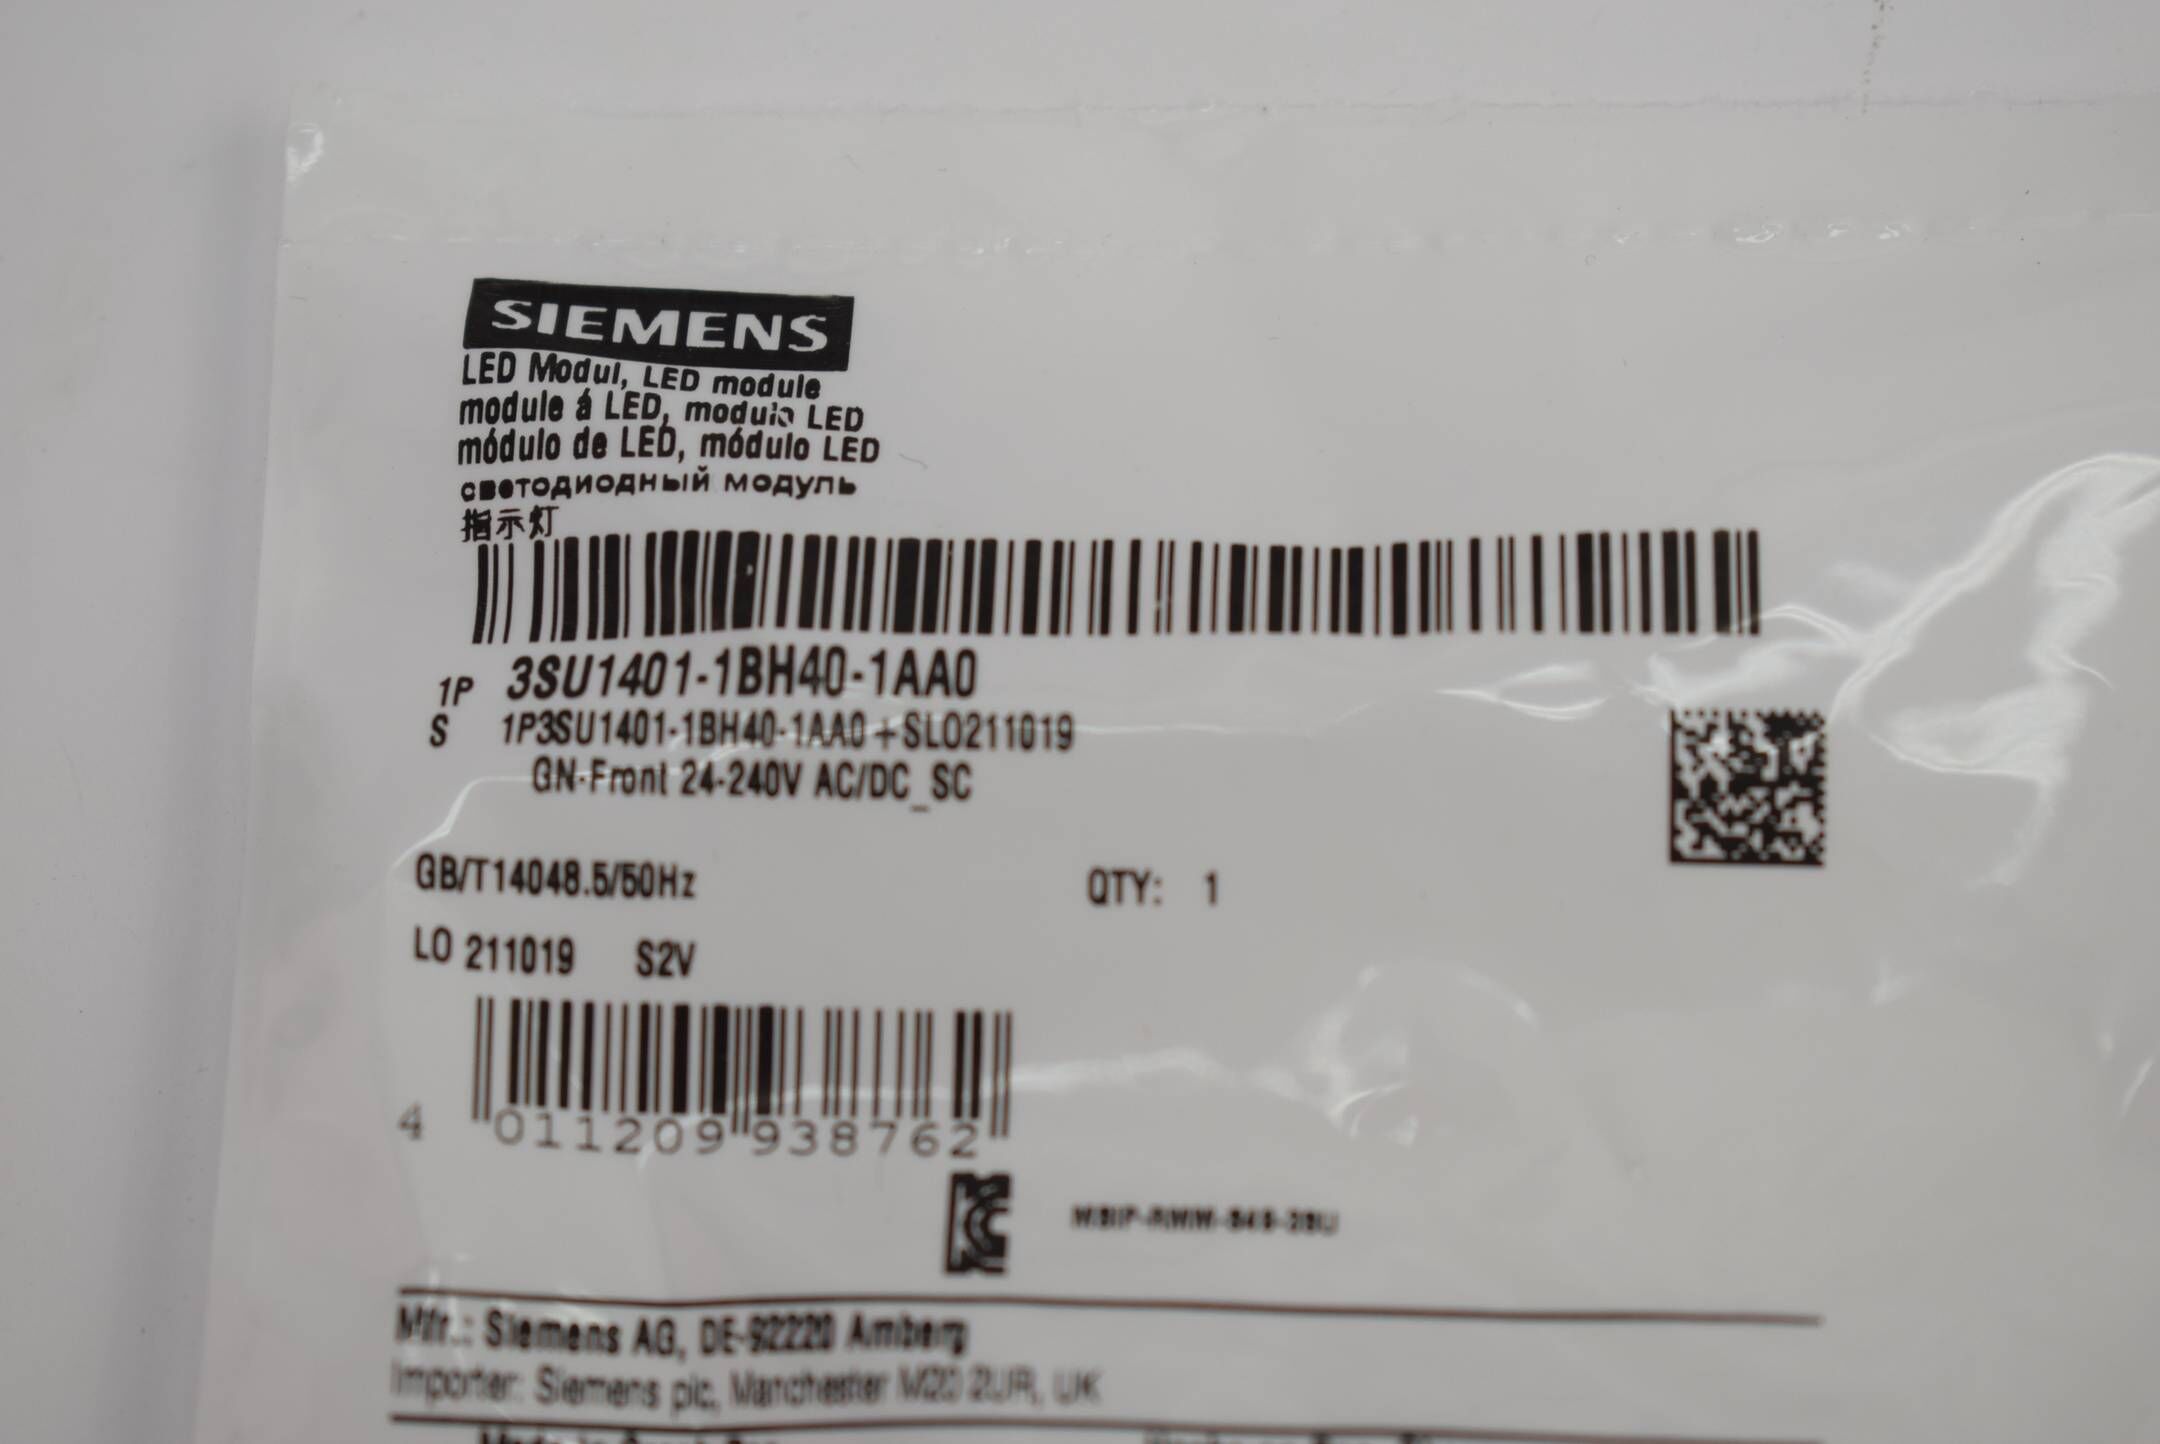 SIEMENS
LED Modul, LED module
module á LED, modulo LED
módulo de LED, módulo LED
светодиодный модуль
指示灯
1P 3SU1401-1BH40-1AA0
S 1P3SU1401-1BH40-1AA0+SLO211019
GN-Front 24-240V AC/DC_SC
GB/T14048.5/50Hz QTY: 1
LO 211019 S2V
4 011209 938762
Mfr.: Siemens AG, DE-92220 Amberg
Importer: Siemens plc, Manchester M20 2UR, UK